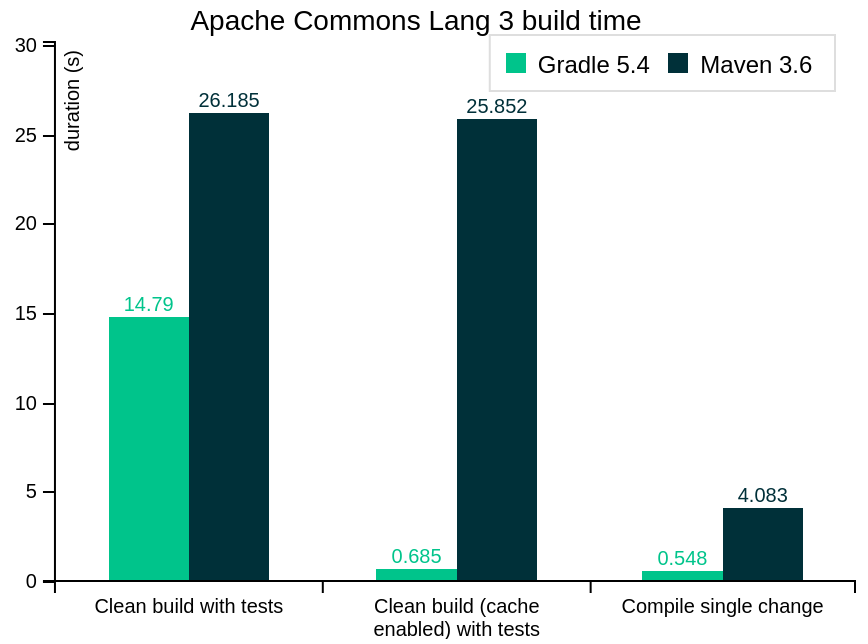 Apache Commons Lang 3 build time
Gradle 5.4 Maven 3.6
duration (s)
30
25
20
15
10
5
0
14.79
26.185
0.685
25.852
0.548
4.083
Clean build with tests
Clean build (cache
enabled) with tests
Compile single change